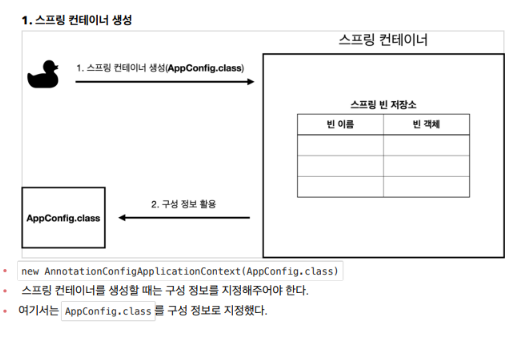 1. 스프링 컨테이너 생성
스프링 컨테이너
1. 스프링 컨테이너 생성(AppConfig.class)
스프링 빈 저장소
빈 이름 빈 객체
2. 구성 정보 활용
AppConfig.class
new AnnotationConfigApplicationContext(AppConfig.class)
스프링 컨테이너를 생성할 때는 구성 정보를 지정해주어야 한다.
여기서는 AppConfig.class 를 구성 정보로 지정했다.